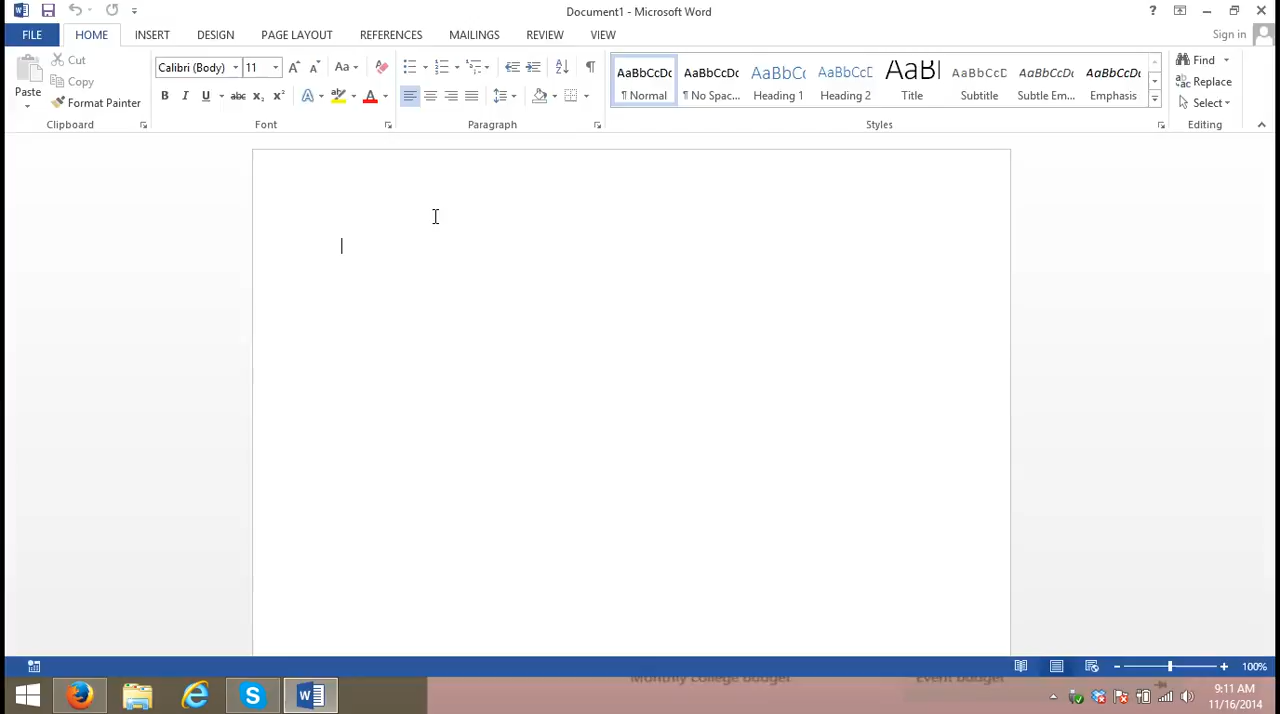 Document1 - Microsoft Word
?
FILE HOME INSERT DESIGN PAGE LAYOUT REFERENCES MAILINGS REVIEW VIEW Sign in
Paste
Cut
Copy
Format Painter
Clipboard
Calibri (Body) 11 Aa
B I U abc x₂ x² A ab A
Font
Paragraph
AaBbCcDc AaBbCcDc AaBbCc AaBbCcD AaBl AaBbCcD AaBbCcDc AaBbCcDc
¶ Normal ¶ No Spac... Heading 1 Heading 2 Title Subtitle Subtle Em... Emphasis
Styles
Find
Replace
Select
Editing
100%
Monthly college budget Event budget
9:11 AM
11/16/2014